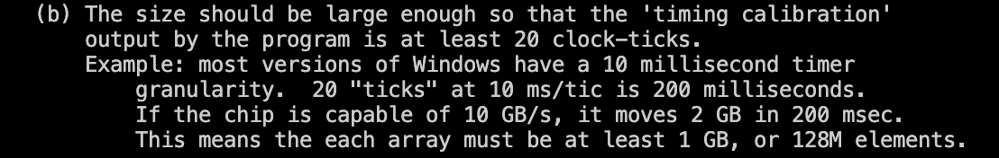 (b) The size should be large enough so that the 'timing calibration'
output by the program is at least 20 clock-ticks.
Example: most versions of Windows have a 10 millisecond timer
granularity.  20 "ticks" at 10 ms/tic is 200 milliseconds.
If the chip is capable of 10 GB/s, it moves 2 GB in 200 msec.
This means the each array must be at least 1 GB, or 128M elements.